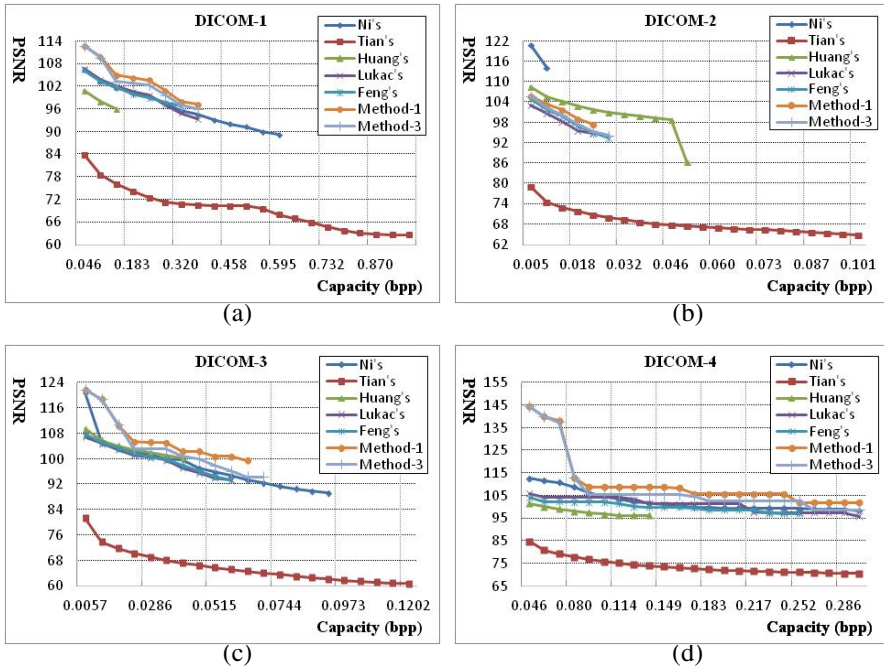 DICOM-1
PSNR
114
108
102
96
90
84
78
72
66
60
Ni's
Tian's
Huang's
Lukac's
Feng's
Method-1
Method-3
0.046 0.183 0.320 0.458 0.595 0.732 0.870
Capacity (bpp)
(a)
DICOM-2
PSNR
122
116
110
104
98
92
86
80
74
68
62
Ni's
Tian's
Huang's
Lukac's
Feng's
Method-1
Method-3
0.005 0.018 0.032 0.046 0.060 0.073 0.087 0.101
Capacity (bpp)
(b)
DICOM-3
PSNR
124
116
108
100
92
84
76
68
60
Ni's
Tian's
Huang's
Lukac's
Feng's
Method-1
Method-3
0.0057 0.0286 0.0515 0.0744 0.0973 0.1202
Capacity (bpp)
(c)
DICOM-4
PSNR
155
145
135
125
115
105
95
85
75
65
Ni's
Tian's
Huang's
Lukac's
Feng's
Method-1
Method-3
0.046 0.080 0.114 0.149 0.183 0.217 0.252 0.286
Capacity (bpp)
(d)